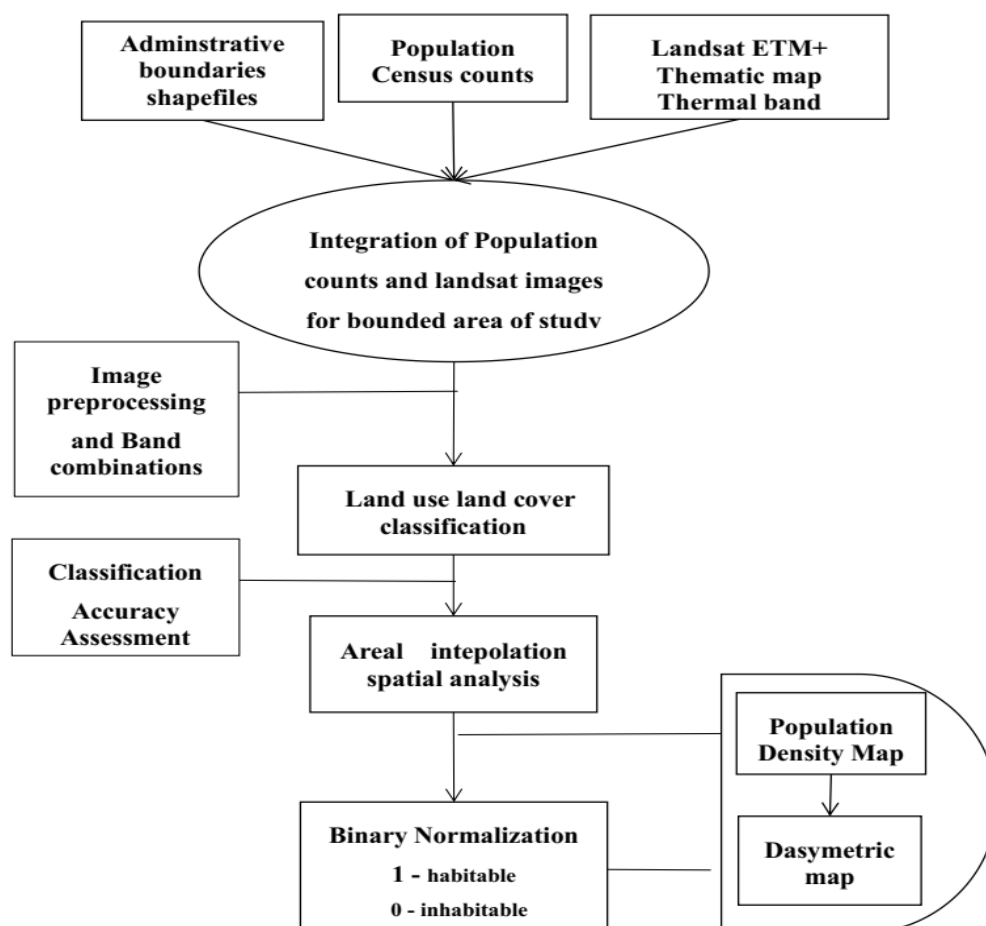 Adminstrative
boundaries
shapefiles
Population
Census counts
Landsat ETM+
Thematic map
Thermal band
Integration of Population
counts and landsat images
for bounded area of study
Image
preprocessing
and Band
combinations
Land use land cover
classification
Classification
Accuracy
Assessment
Areal intepolation
spatial analysis
Population
Density Map
Binary Normalization
1 - habitable
0 - inhabitable
Dasymetric
map